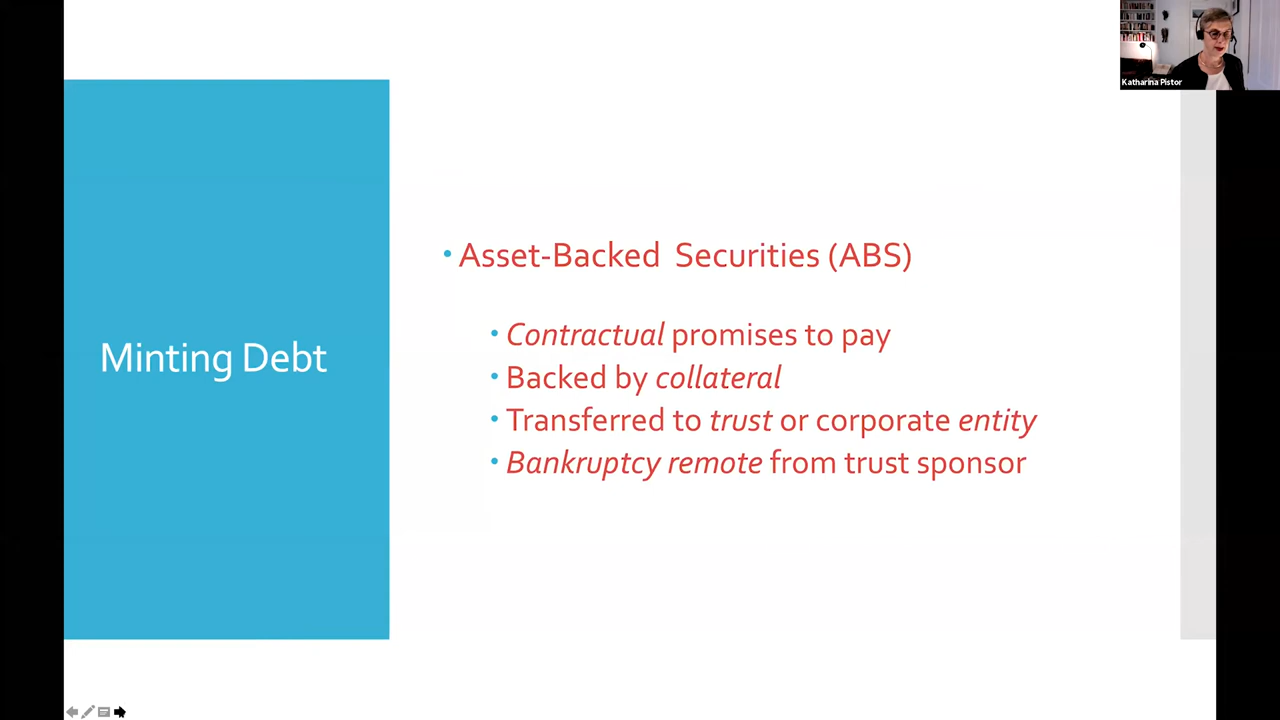 Katharina Pistor
Minting Debt
• Asset-Backed Securities (ABS)
• Contractual promises to pay
• Backed by collateral
• Transferred to trust or corporate entity
• Bankruptcy remote from trust sponsor